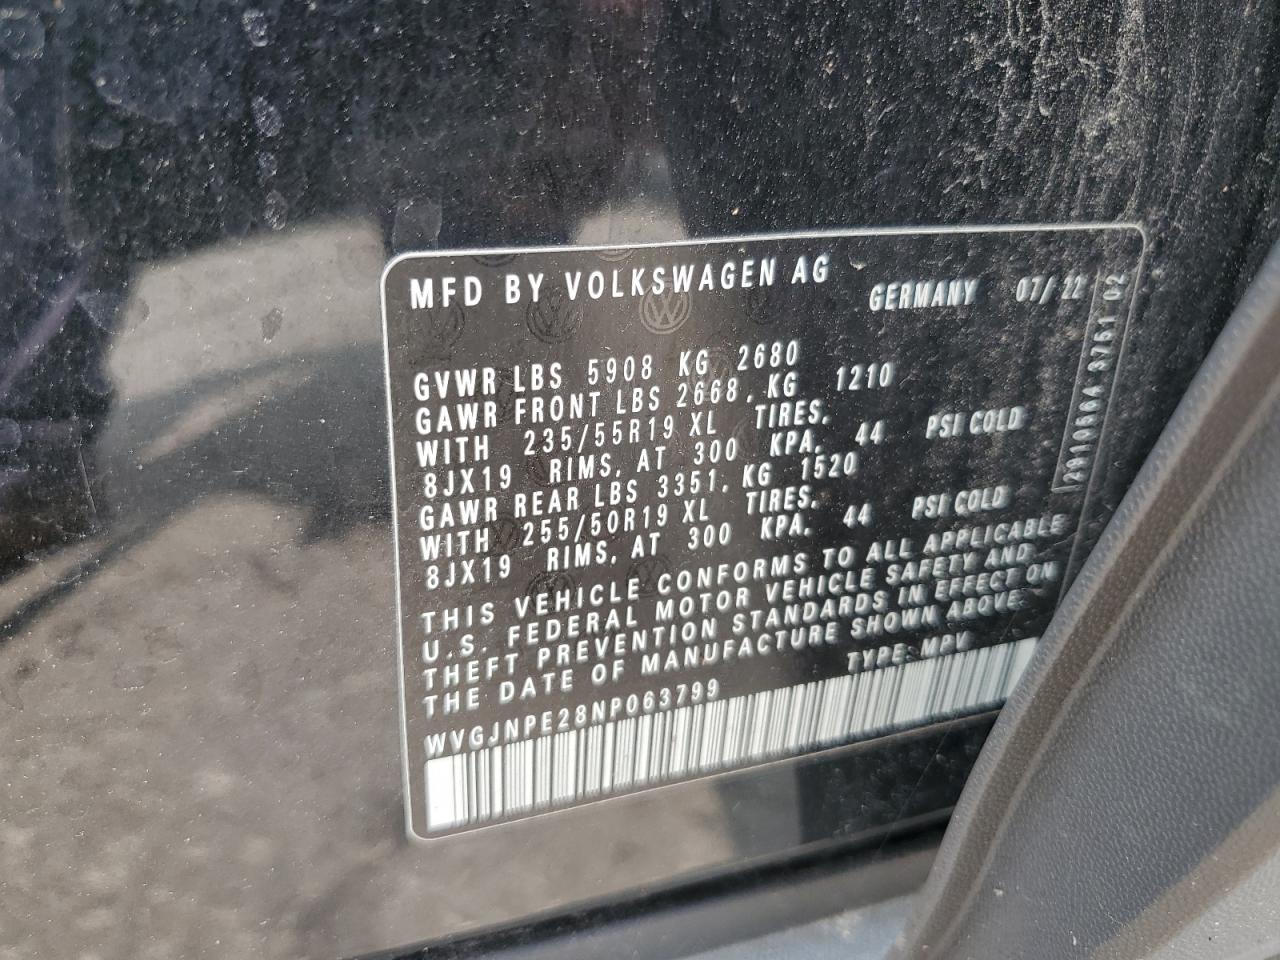 MFD BY VOLKSWAGEN AG GERMANY 07/22
GVWR LBS 5908 KG 2680
GAWR FRONT LBS 2668. KG 1210
WITH 235/55R19 XL TIRES.
8JX19 RIMS, AT 300 KPA. 44 PSI COLD
GAWR REAR LBS 3351. KG 1520
WITH 255/50R19 XL TIRES.
8JX19 RIMS, AT 300 KPA. 44 PSI COLD
THIS VEHICLE CONFORMS TO ALL APPLICABLE
U.S. FEDERAL MOTOR VEHICLE SAFETY AND
THEFT PREVENTION STANDARDS IN EFFECT ON
THE DATE OF MANUFACTURE SHOWN ABOVE.
TYPE: MPV
WVGJNPE28NP063799